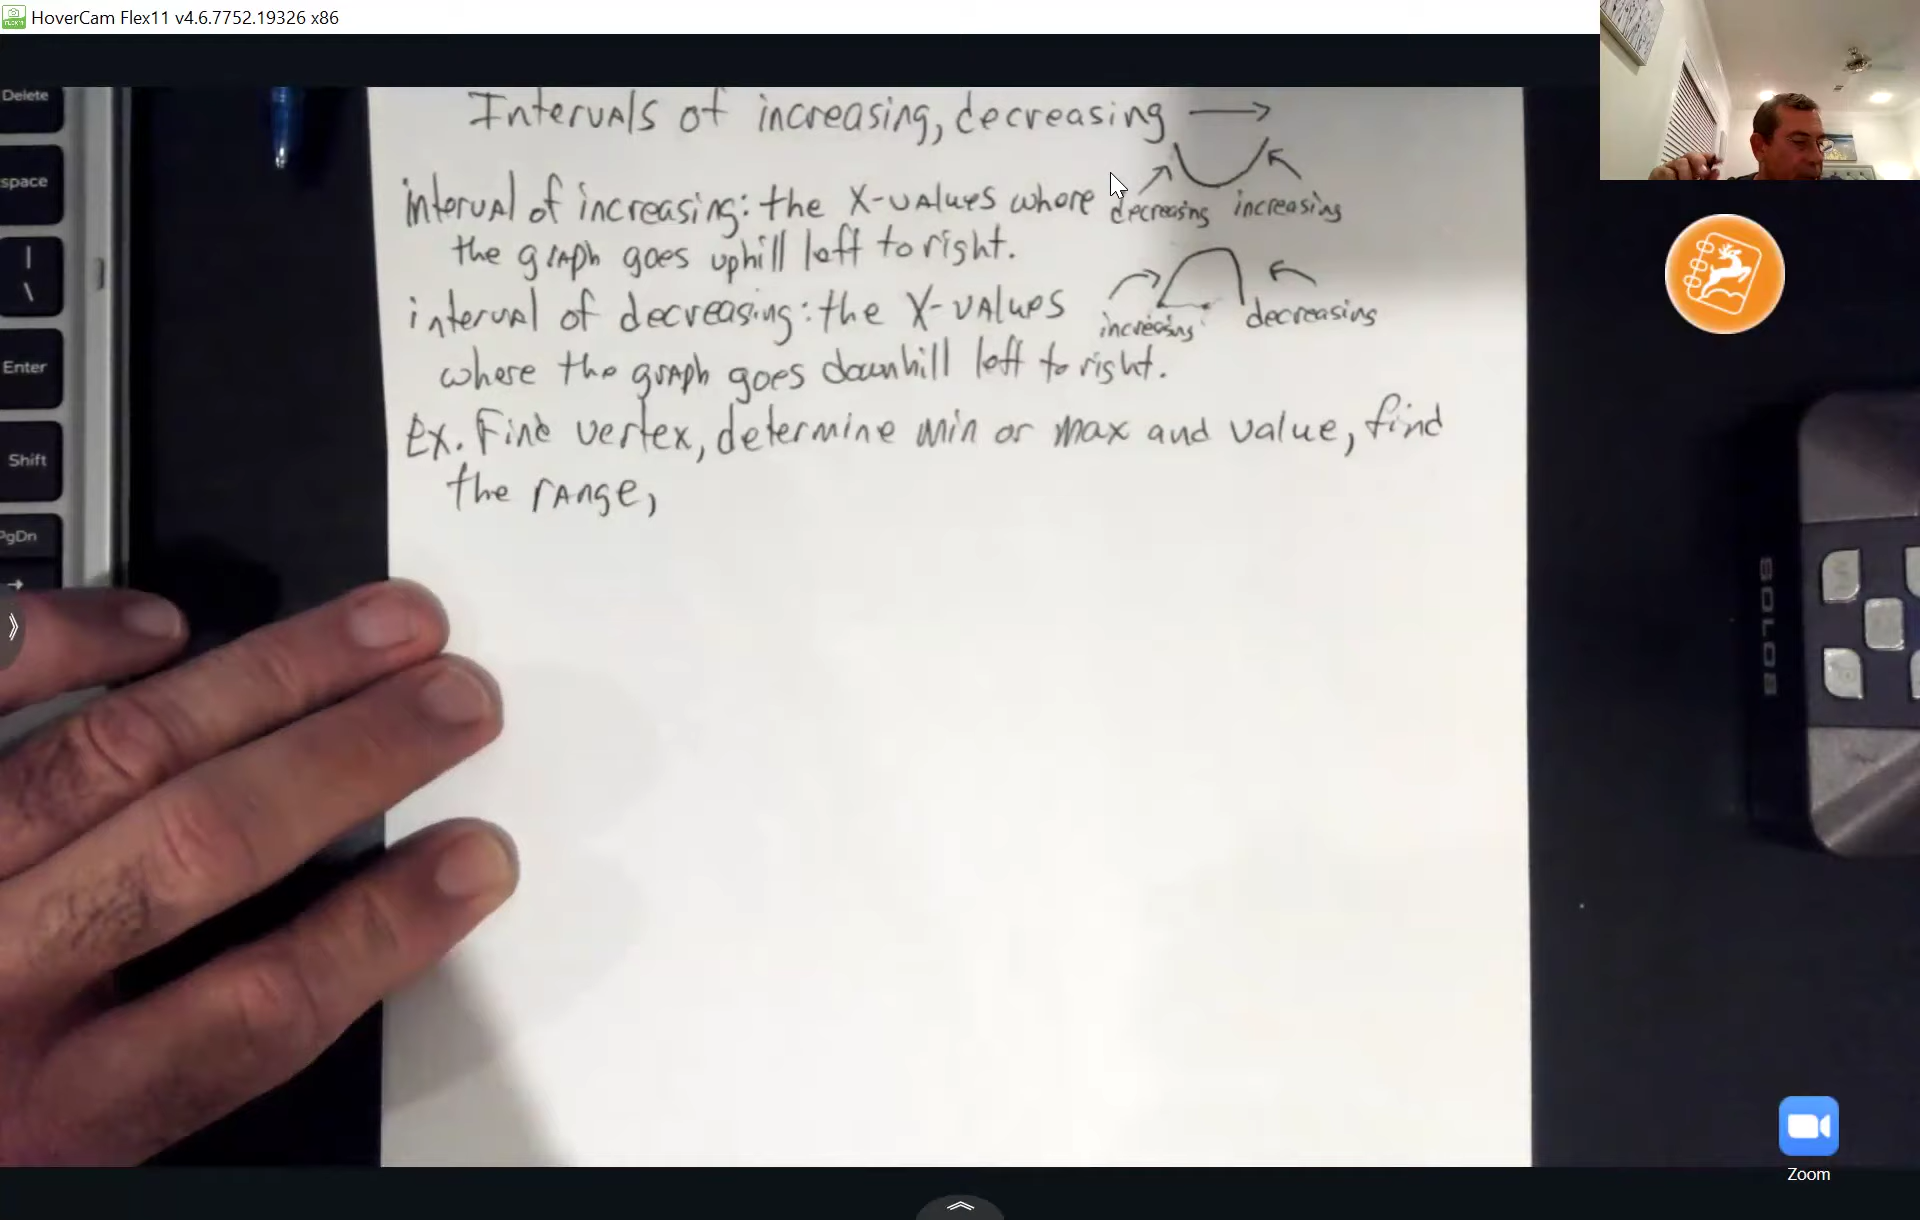 HoverCam Flex11 v4.6.7752.19326 x86
Delete
space
|
\
Enter
Shift
PgDn
Intervals of increasing, decreasing →
interval of increasing: the x-values where
the graph goes uphill left to right.
decreasing increasing
interval of decreasing: the x-values
where the graph goes downhill left to right.
increasing decreasing
Ex. Find vertex, determine min or max and value, find
the range,
SOLO8
Zoom